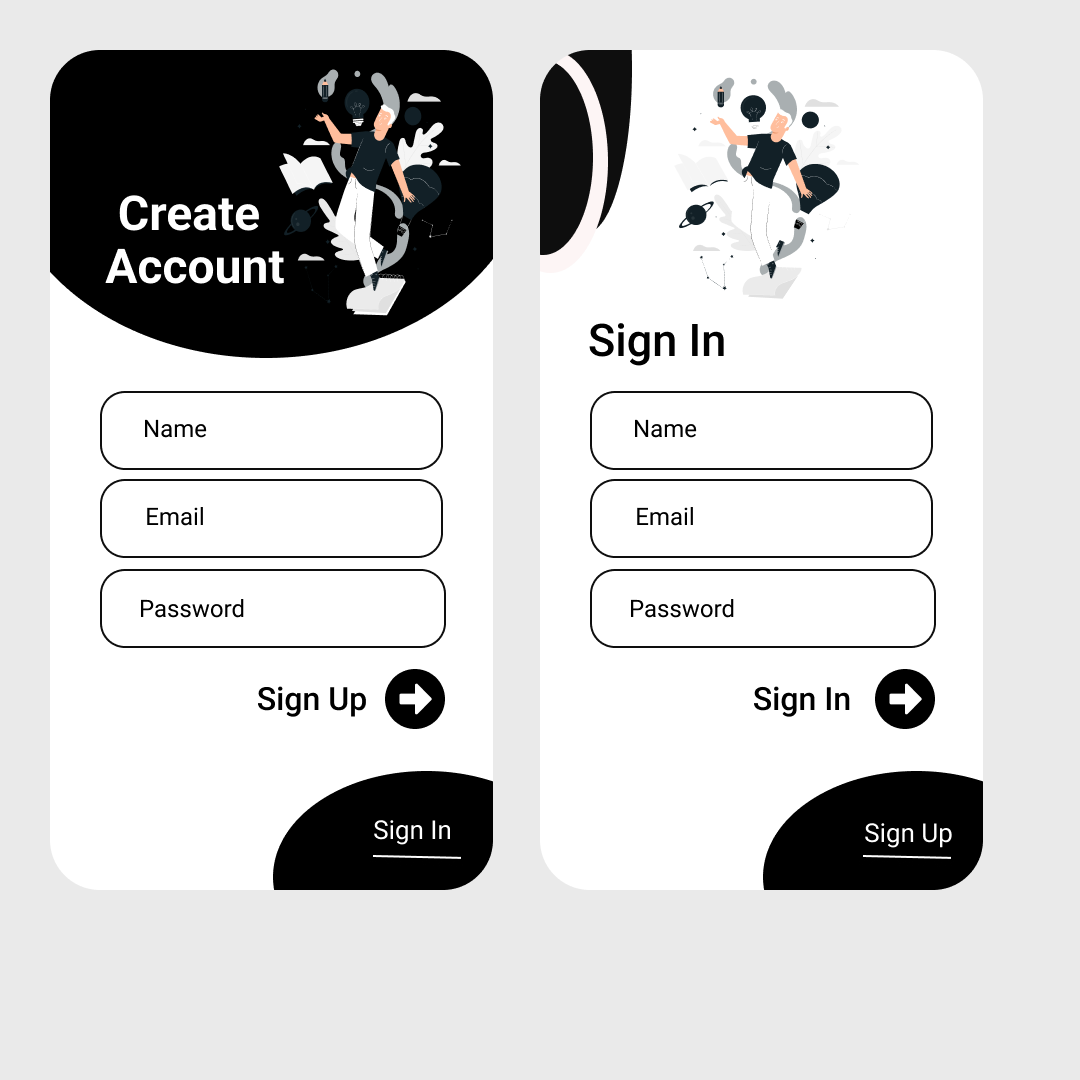 Create
Account
Name
Email
Password
Sign Up
Sign In
Sign In
Name
Email
Password
Sign In
Sign Up